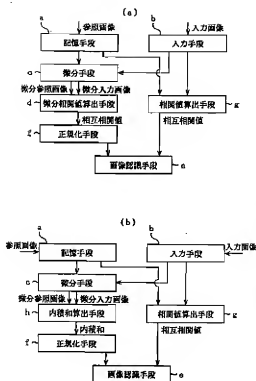 (a)
a
b
参照画像
入力画像
記憶手段
入力手段
c
微分手段
微分参照画像
微分入力画像
d
微分相関値算出手段
相関値算出手段
g
相互相関値
相互相関値
f
正規化手段
画像認識手段
e
(b)
a
b
参照画像
記憶手段
入力手段
入力画像
c
微分手段
微分参照画像
微分入力画像
h
内積和算出手段
相関値算出手段
g
内積和
相互相関値
f
正規化手段
画像認識手段
e